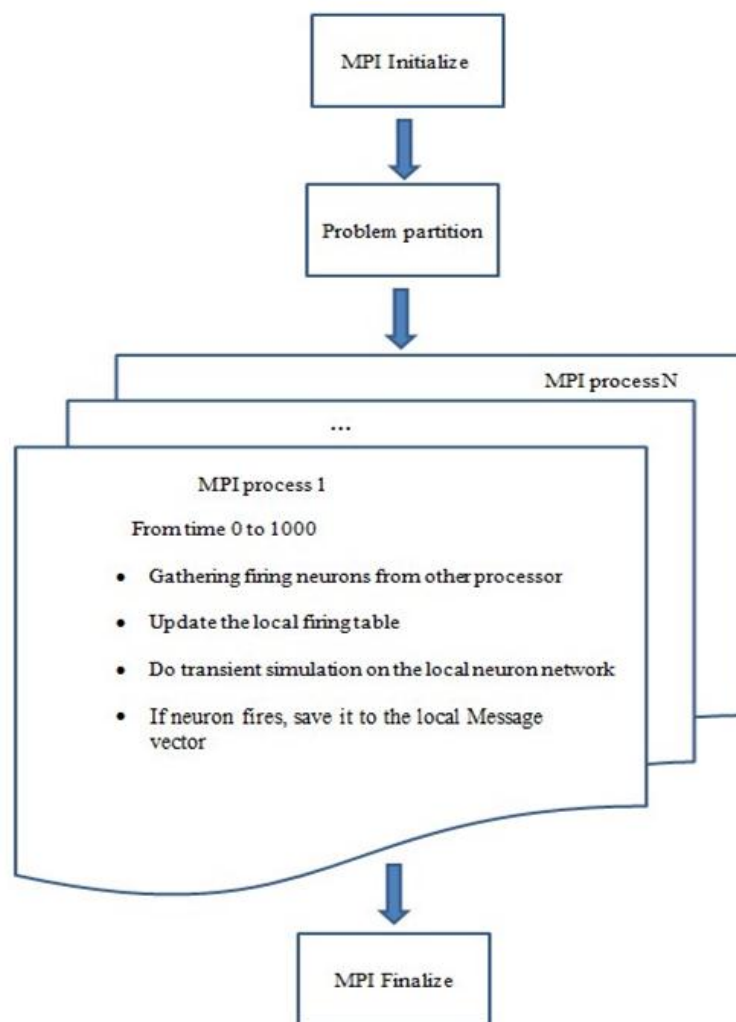 MPI Initialize
Problem partition
MPI process N
...
MPI process 1
From time 0 to 1000
• Gathering firing neurons from other processor
• Update the local firing table
• Do transient simulation on the local neuron network
• If neuron fires, save it to the local Message
vector
MPI Finalize